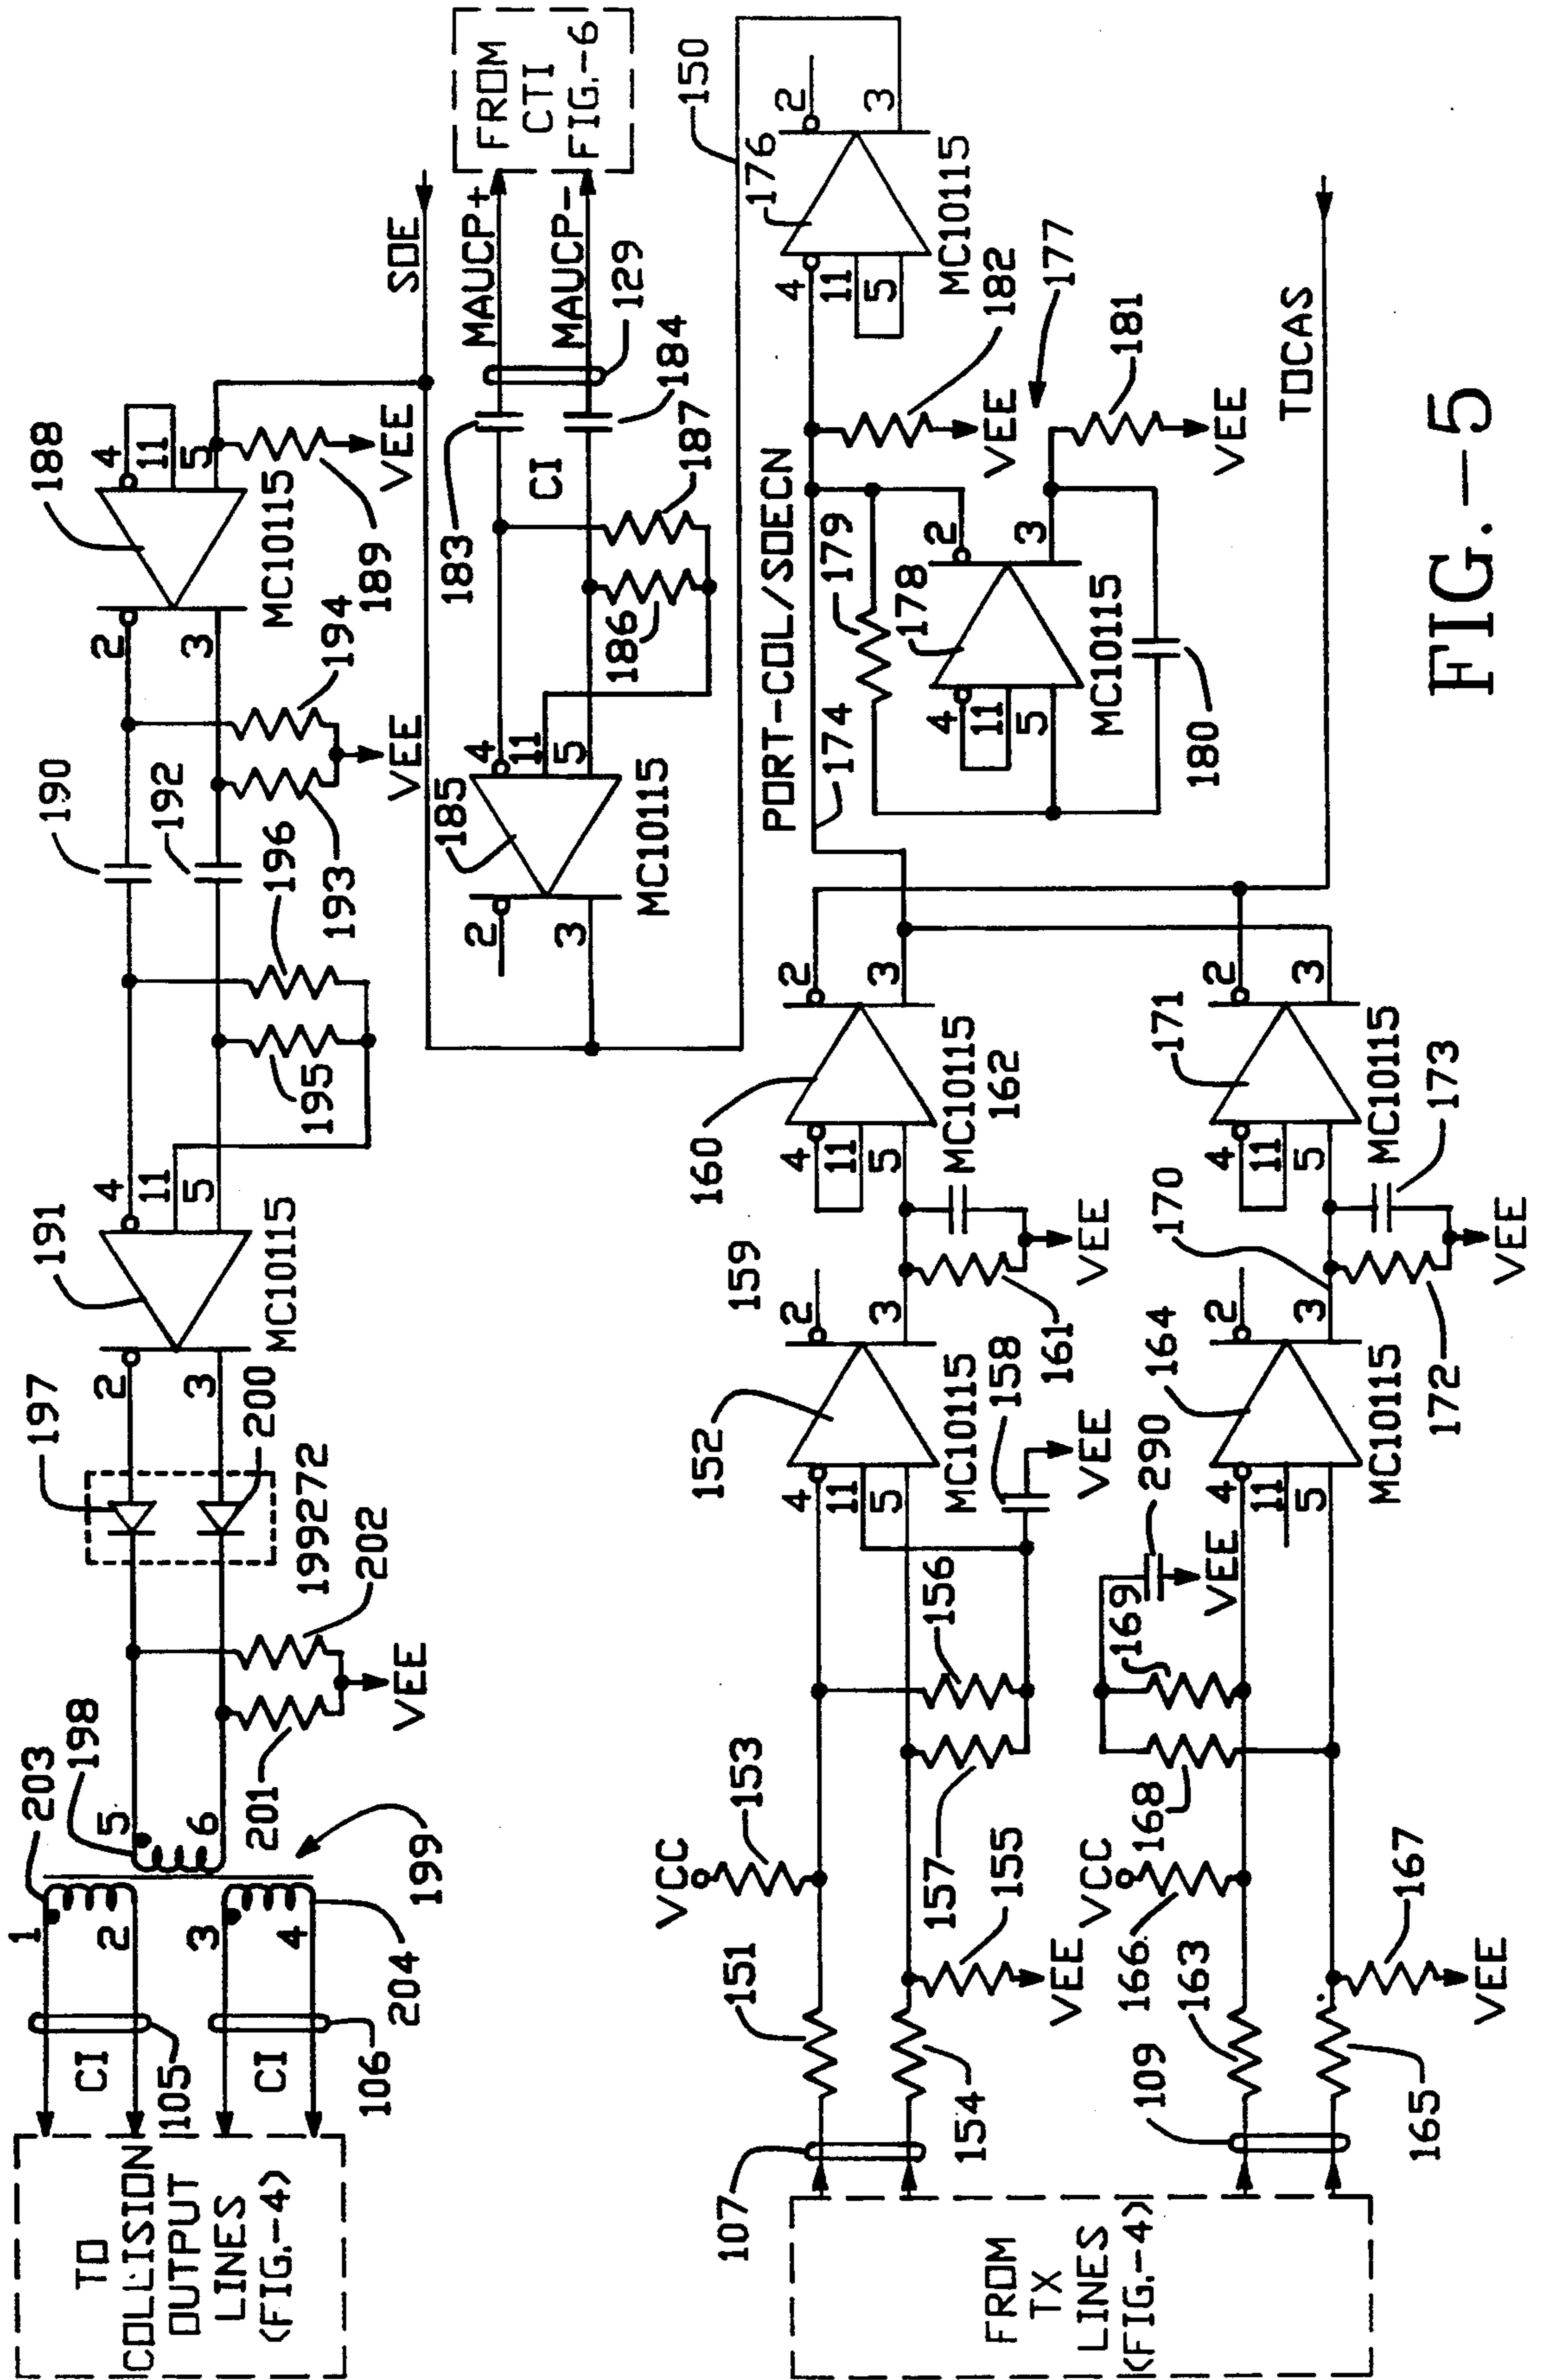 TO
COLLISION
OUTPUT
LINES
(FIG.-4)
CI
105
CI
106
1
2
3
4
203
204
198
199
5
6
201
202
VEE
197
200
199272
2
3
191
4
11
5
MC10115
195
196
190
192
193
194
VEE
2
3
188
4
11
5
MC10115
189
VEE
SDE
FROM
CTI
FIG.-6
MAUCP+
MAUCP-
129
183
184
CI
187
186
185
4
11
5
2
3
MC10115
150
FROM
TX
LINES
(FIG.-4)
107
151
154
VCC
153
155
VEE
157
156
158
VEE
152
4
11
5
MC10115
2
3
159
161
162
VEE
160
4
11
5
MC10115
2
3
PORT-COL/SDECN
174
179
178
4
11
5
2
3
MC10115
180
177
181
VEE
182
VEE
176
4
11
5
2
3
MC10115
109
163
165
VCC
166
167
VEE
168
169
290
VEE
164
4
11
5
MC10115
2
3
170
172
173
VEE
171
4
11
5
MC10115
2
3
TOCAS
FIG.-5